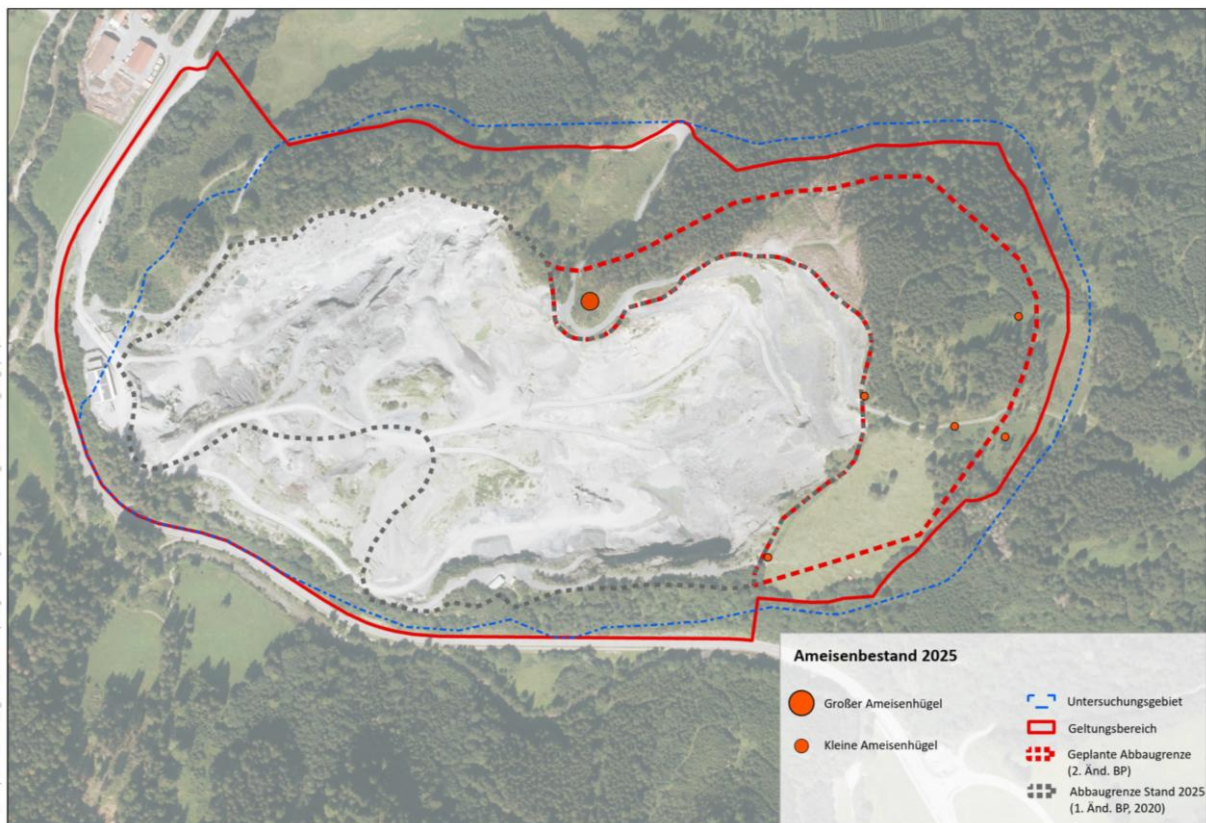 Ameisenbestand 2025
Großer Ameisenhügel
Kleine Ameisenhügel
Untersuchungsgebiet
Geltungsbereich
Geplante Abbaugrenze
(2. Änd. BP)
Abbaugrenze Stand 2025
(1. Änd. BP, 2020)